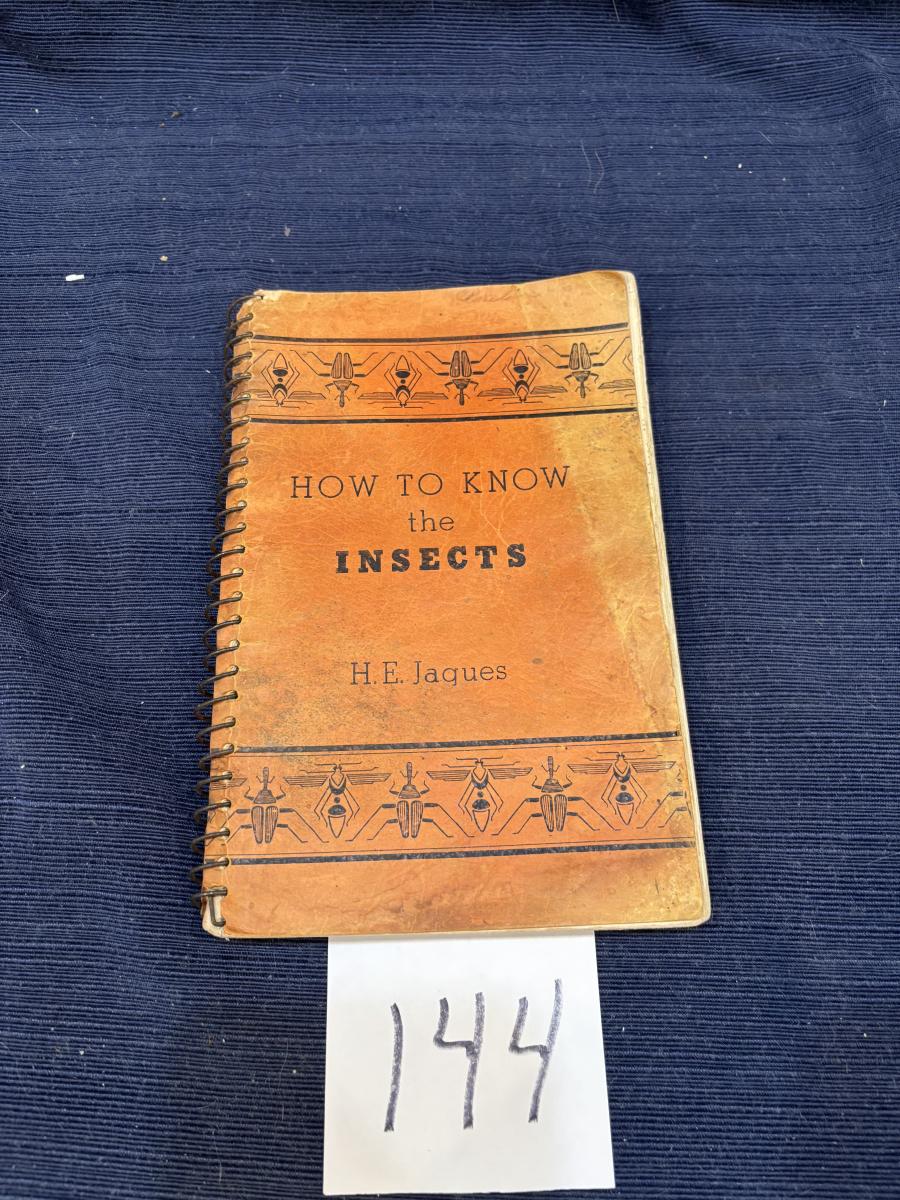 HOW TO KNOW
the
INSECTS
H.E. Jaques
144